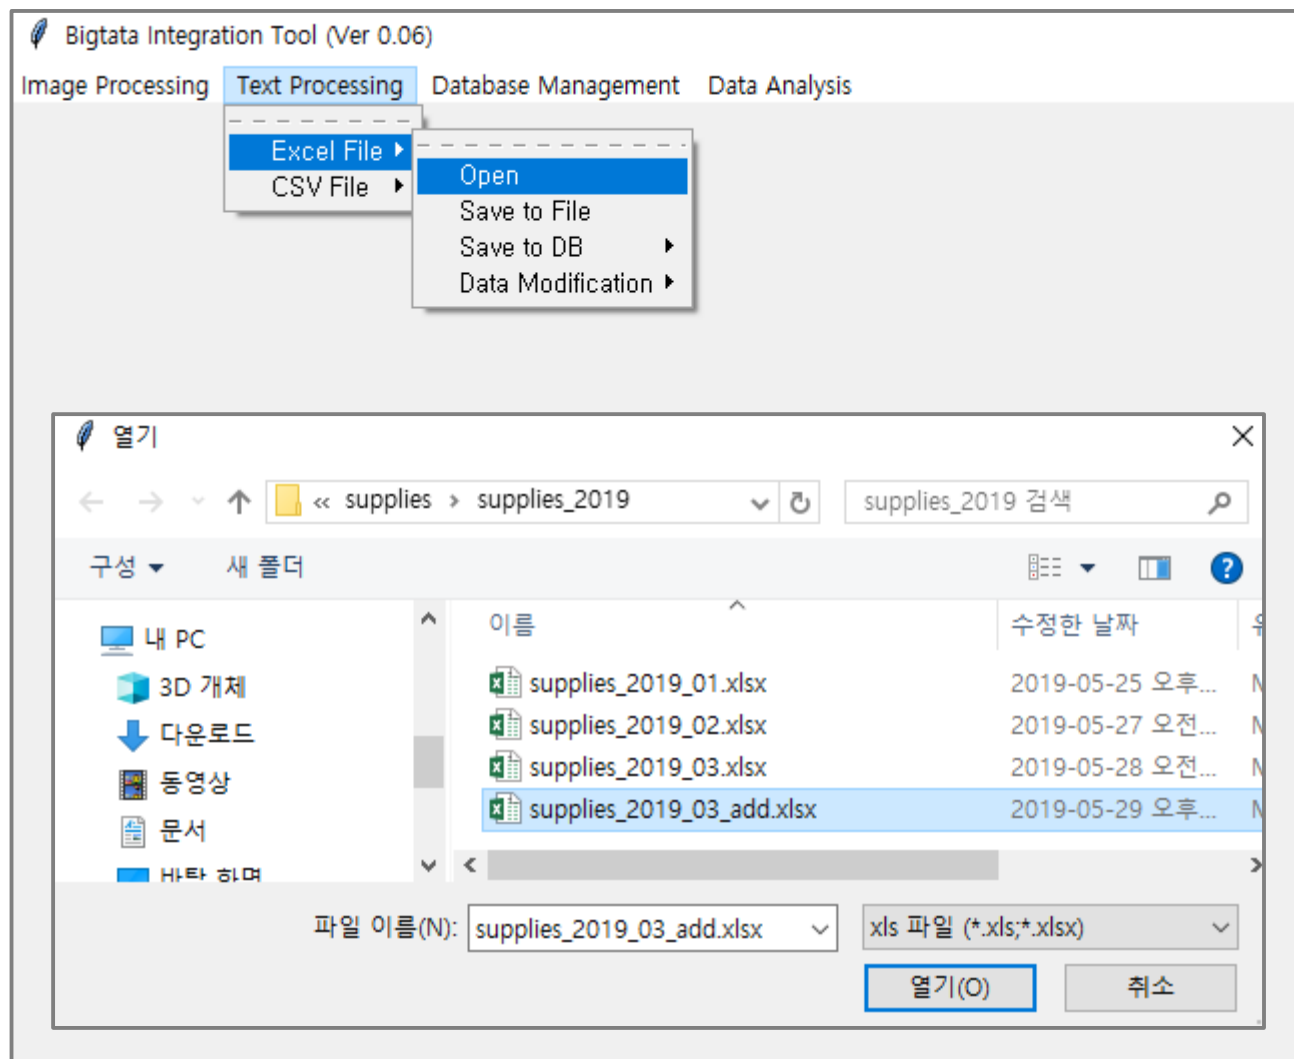 Bigtata Integration Tool (Ver 0.06)
Image Processing Text Processing Database Management Data Analysis
Excel File
CSV File
Open
Save to File
Save to DB
Data Modification
열기
« supplies > supplies_2019
supplies_2019 검색
구성 새 폴더
내 PC
3D 개체
다운로드
동영상
문서
바탕 화면
이름 수정한 날짜
supplies_2019_01.xlsx 2019-05-25 오후...
supplies_2019_02.xlsx 2019-05-27 오전...
supplies_2019_03.xlsx 2019-05-28 오전...
supplies_2019_03_add.xlsx 2019-05-29 오후...
파일 이름(N): supplies_2019_03_add.xlsx xls 파일 (*.xls;*.xlsx)
열기(O) 취소